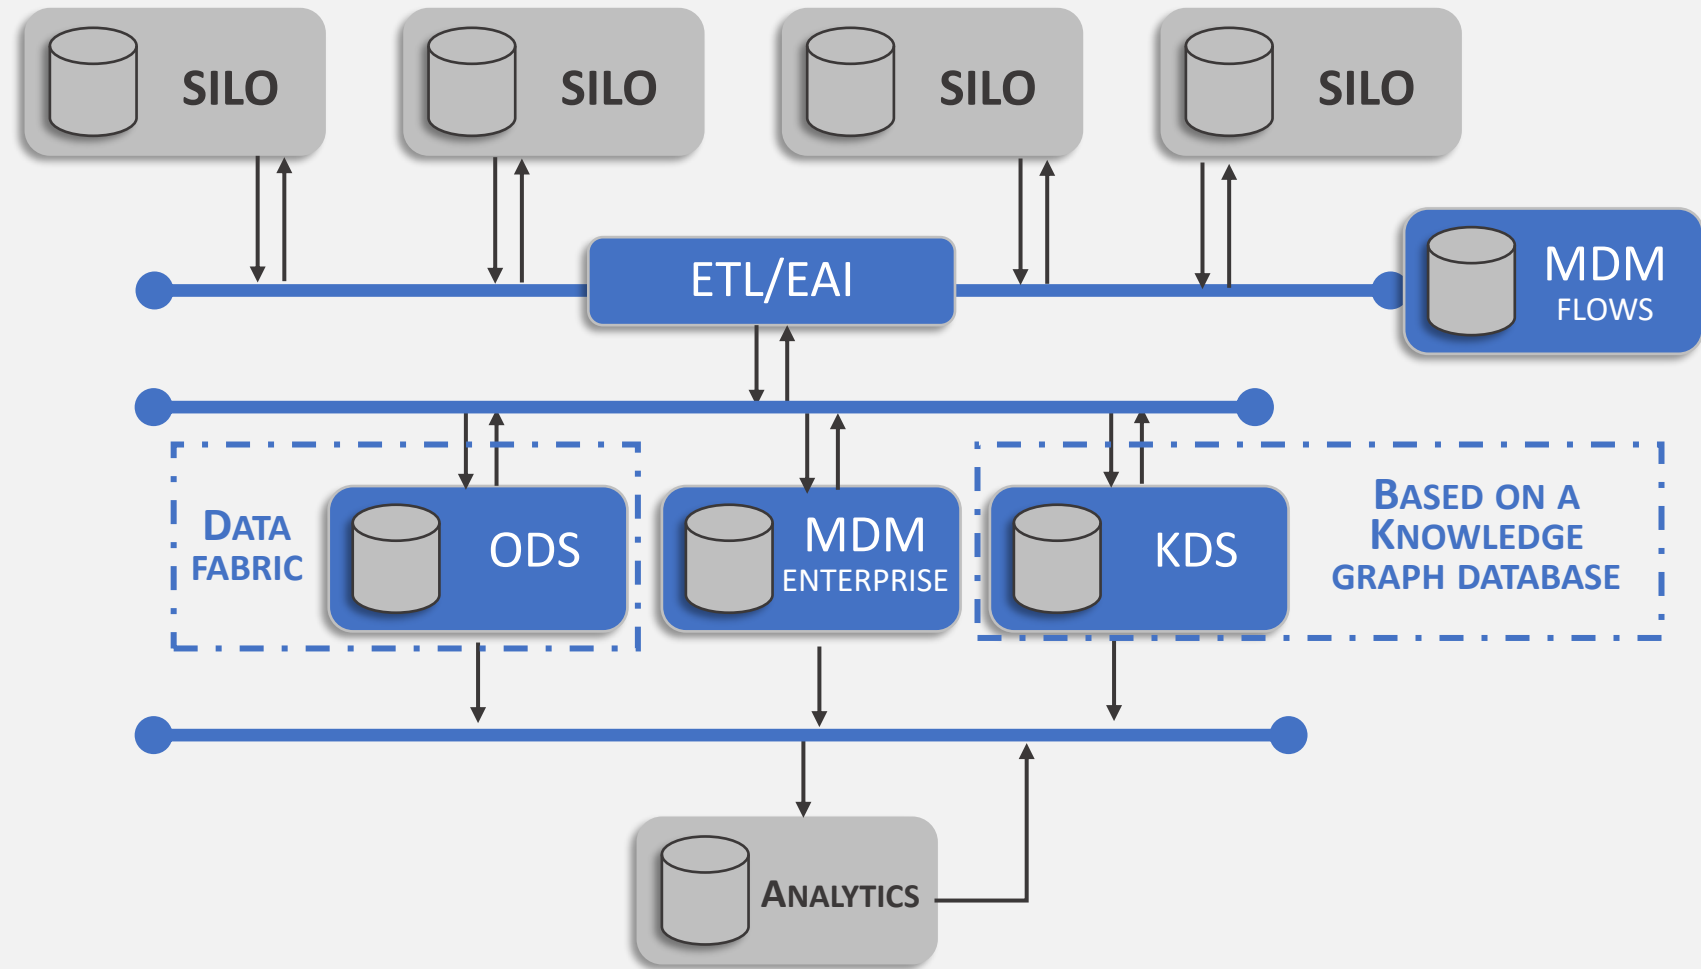 SILO
SILO
SILO
SILO
ETL/EAI
MDM
FLOWS
DATA
FABRIC
ODS
MDM
ENTERPRISE
KDS
BASED ON A
KNOWLEDGE
GRAPH DATABASE
ANALYTICS